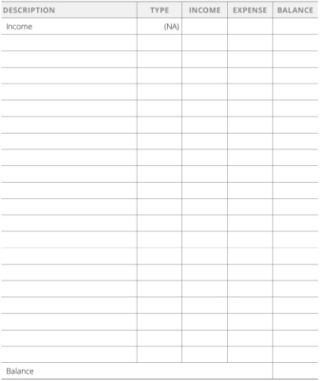 DESCRIPTION TYPE INCOME EXPENSE BALANCE
Income (NA)
Balance